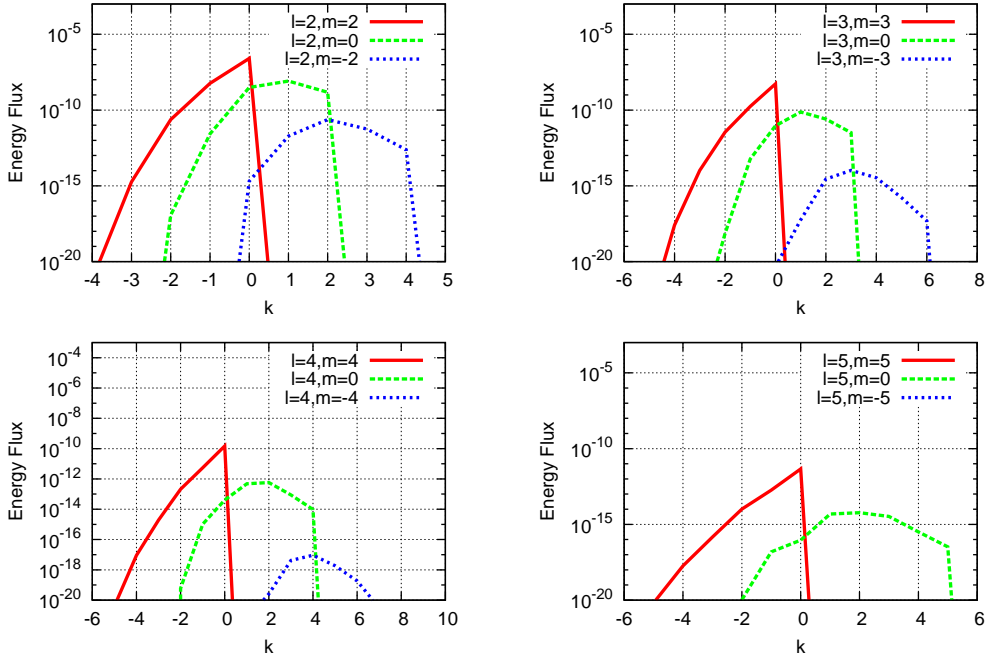 Energy Flux
10^-5
10^-10
10^-15
10^-20
l=2,m=2
l=2,m=0
l=2,m=-2
-4 -3 -2 -1 0 1 2 3 4 5
k
Energy Flux
10^-5
10^-10
10^-15
10^-20
l=3,m=3
l=3,m=0
l=3,m=-3
-6 -4 -2 0 2 4 6 8
k
Energy Flux
10^-4
10^-6
10^-8
10^-10
10^-12
10^-14
10^-16
10^-18
10^-20
l=4,m=4
l=4,m=0
l=4,m=-4
-6 -4 -2 0 2 4 6 8 10
k
Energy Flux
10^-5
10^-10
10^-15
10^-20
l=5,m=5
l=5,m=0
l=5,m=-5
-6 -4 -2 0 2 4 6 8
k